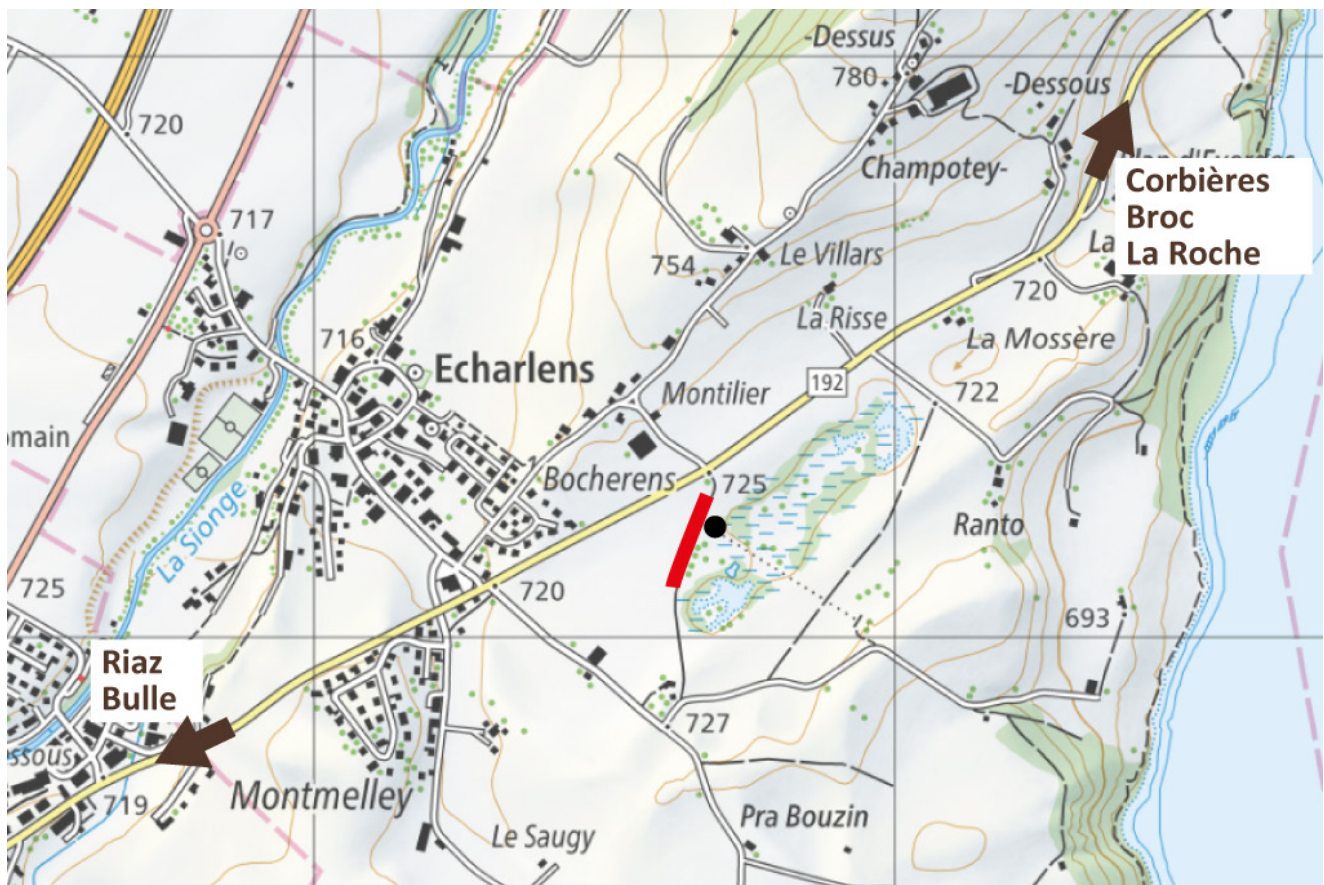 -Dessus
780
-Dessous
720
Champotey-
Corbières
Broc
La Roche
717
Le Villars
754
La
720
La Risse
La Mossère
716
Echarlens
Montilier
192
722
omain
Bocherens
725
La Sionge
Ranto
725
720
693
Riaz
Bulle
727
ssous
719
Montmelley
Pra Bouzin
Le Saugy